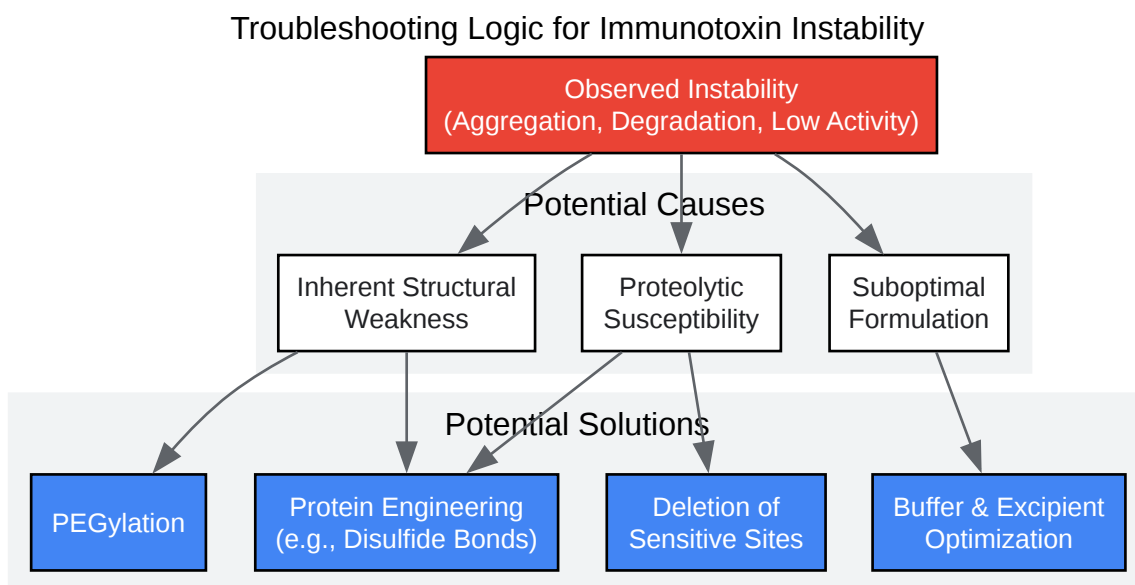 Troubleshooting Logic for Immunotoxin Instability
Observed Instability
(Aggregation, Degradation, Low Activity)
Potential Causes
Inherent Structural
Weakness
Proteolytic
Susceptibility
Suboptimal
Formulation
Potential Solutions
PEGylation
Protein Engineering
(e.g., Disulfide Bonds)
Deletion of
Sensitive Sites
Buffer & Excipient
Optimization